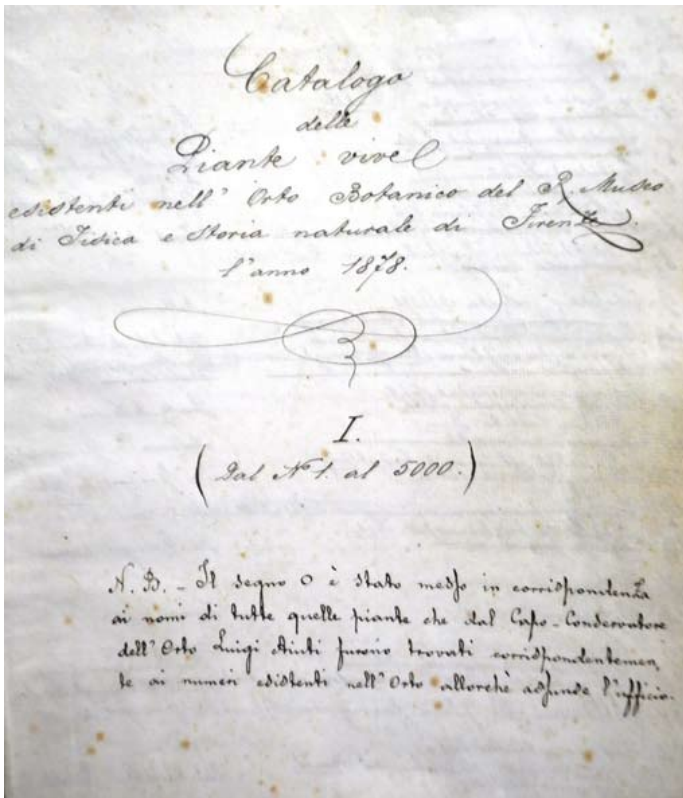 Catalogo
delle
Piante vive
esistenti nell' Orto Botanico del R. Museo
di Fisica e Storia naturale di Firenze.
l'anno 1878.
I.
(Dal N° 1. al 5000.)
N. B. - Il segno O è stato messo in corrispondenza
ai nomi di tutte quelle piante che dal Capo-Conservatore
dell' Orto Luigi Aiuti furono trovati corrispondentemen,
te ai numeri esistenti nell' Orto allorchè assunse l'ufficio.